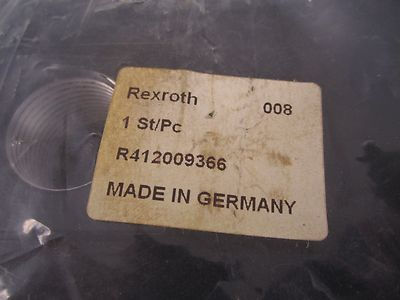 Rexroth 008
1 St/Pc
R412009366
MADE IN GERMANY